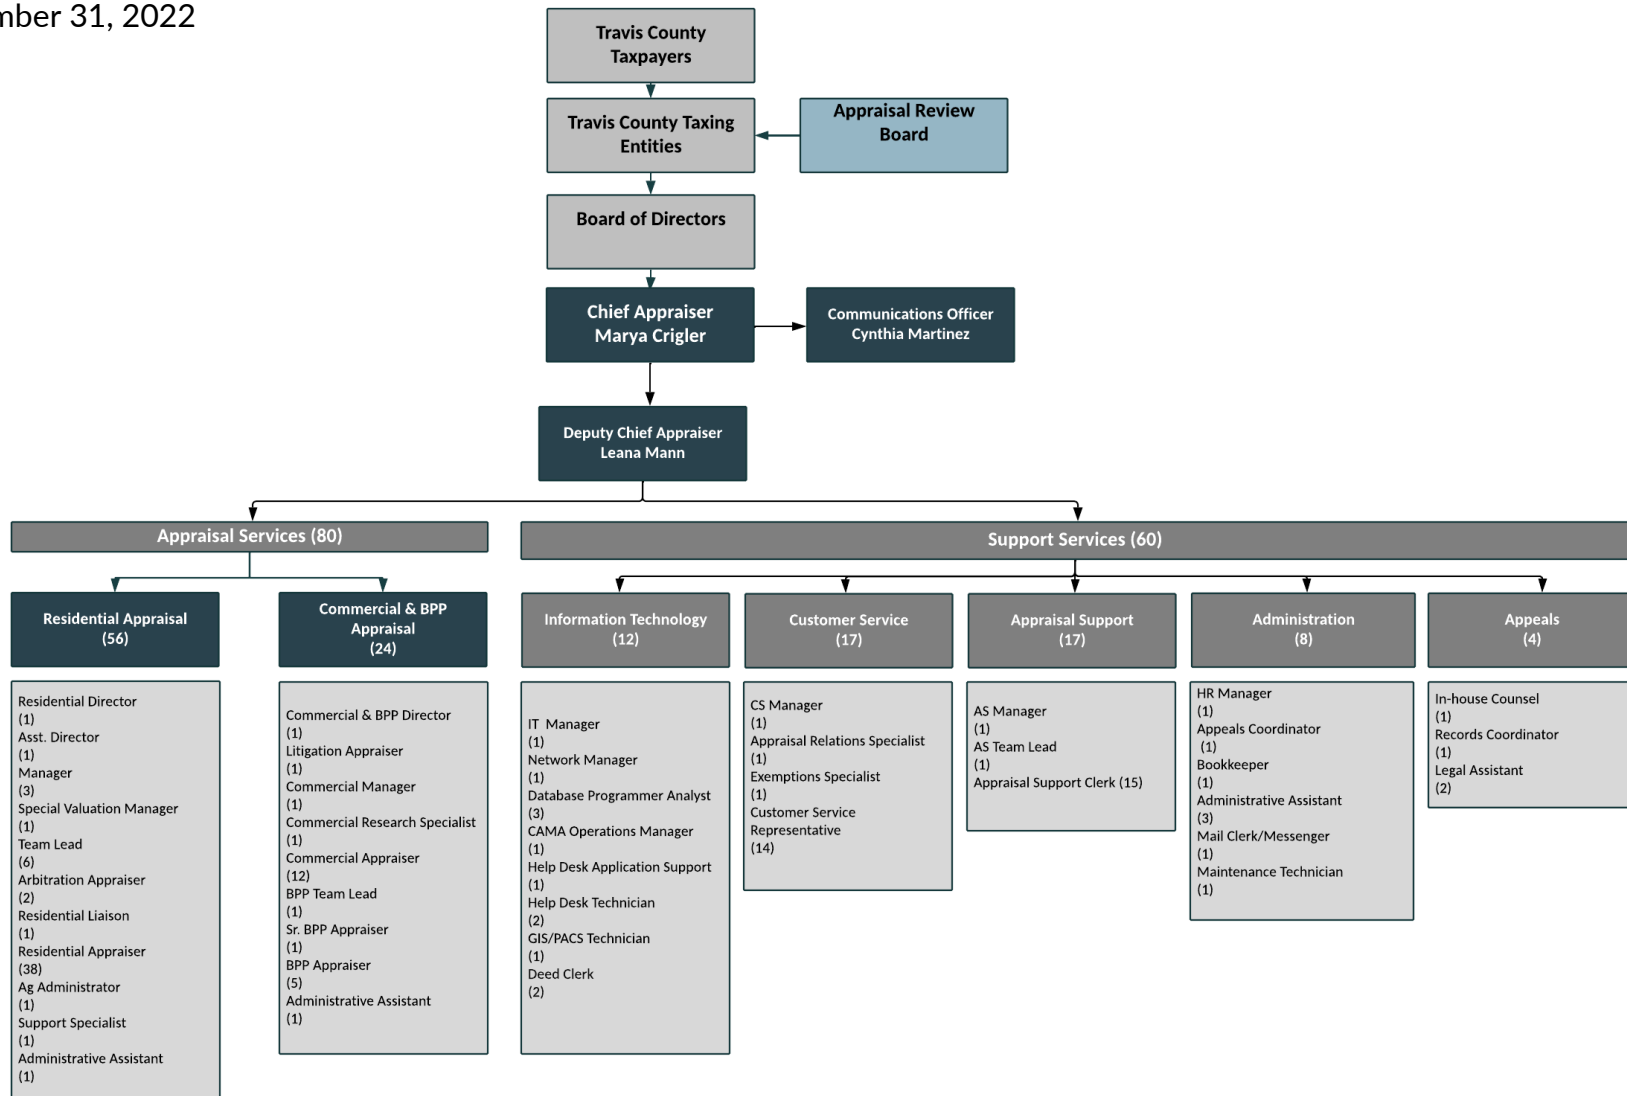 mber 31, 2022
Travis County
Taxpayers
Travis County Taxing
Entities
Appraisal Review
Board
Board of Directors
Chief Appraiser
Marya Crigler
Communications Officer
Cynthia Martinez
Deputy Chief Appraiser
Leana Mann
Appraisal Services (80)
Support Services (60)
Residential Appraisal
(56)
Commercial & BPP
Appraisal
(24)
Information Technology
(12)
Customer Service
(17)
Appraisal Support
(17)
Administration
(8)
Appeals
(4)
Residential Director
(1)
Asst. Director
(1)
Manager
(3)
Special Valuation Manager
(1)
Team Lead
(6)
Arbitration Appraiser
(2)
Residential Liaison
(1)
Residential Appraiser
(38)
Ag Administrator
(1)
Support Specialist
(1)
Administrative Assistant
(1)
Commercial & BPP Director
(1)
Litigation Appraiser
(1)
Commercial Manager
(1)
Commercial Research Specialist
(1)
Commercial Appraiser
(12)
BPP Team Lead
(1)
Sr. BPP Appraiser
(1)
BPP Appraiser
(5)
Administrative Assistant
(1)
IT Manager
(1)
Network Manager
(1)
Database Programmer Analyst
(3)
CAMA Operations Manager
(1)
Help Desk Application Support
(1)
Help Desk Technician
(2)
GIS/PACS Technician
(1)
Deed Clerk
(2)
CS Manager
(1)
Appraisal Relations Specialist
(1)
Exemptions Specialist
(1)
Customer Service
Representative
(14)
AS Manager
(1)
AS Team Lead
(1)
Appraisal Support Clerk (15)
HR Manager
(1)
Appeals Coordinator
(1)
Bookkeeper
(1)
Administrative Assistant
(3)
Mail Clerk/Messenger
(1)
Maintenance Technician
(1)
In-house Counsel
(1)
Records Coordinator
(1)
Legal Assistant
(2)